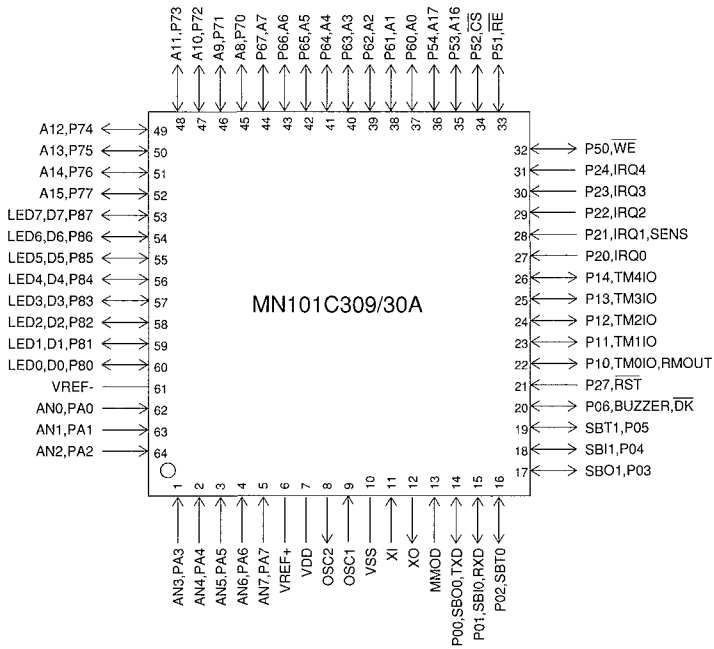 A11,P73
A10,P72
A9,P71
A8,P70
P67,A7
P66,A6
P65,A5
P64,A4
P63,A3
P62,A2
P61,A1
P60,A0
P54,A17
P53,A16
P52,C̅S̅
P51,R̅E̅
48 47 46 45 44 43 42 41 40 39 38 37 36 35 34 33
A12,P74 49
A13,P75 50
A14,P76 51
A15,P77 52
LED7,D7,P87 53
LED6,D6,P86 54
LED5,D5,P85 55
LED4,D4,P84 56
LED3,D3,P83 57
LED2,D2,P82 58
LED1,D1,P81 59
LED0,D0,P80 60
VREF- 61
AN0,PA0 62
AN1,PA1 63
AN2,PA2 64
MN101C309/30A
32 P50,W̅E̅
31 P24,IRQ4
30 P23,IRQ3
29 P22,IRQ2
28 P21,IRQ1,SENS
27 P20,IRQ0
26 P14,TM4IO
25 P13,TM3IO
24 P12,TM2IO
23 P11,TM1IO
22 P10,TM0IO,RMOUT
21 P27,R̅S̅T̅
20 P06,BUZZER,D̅K̅
19 SBT1,P05
18 SBI1,P04
17 SBO1,P03
1 2 3 4 5 6 7 8 9 10 11 12 13 14 15 16
AN3,PA3
AN4,PA4
AN5,PA5
AN6,PA6
AN7,PA7
VREF+
VDD
OSC2
OSC1
VSS
XI
XO
MMOD
P00,SBO0,TXD
P01,SBI0,RXD
P02,SBT0